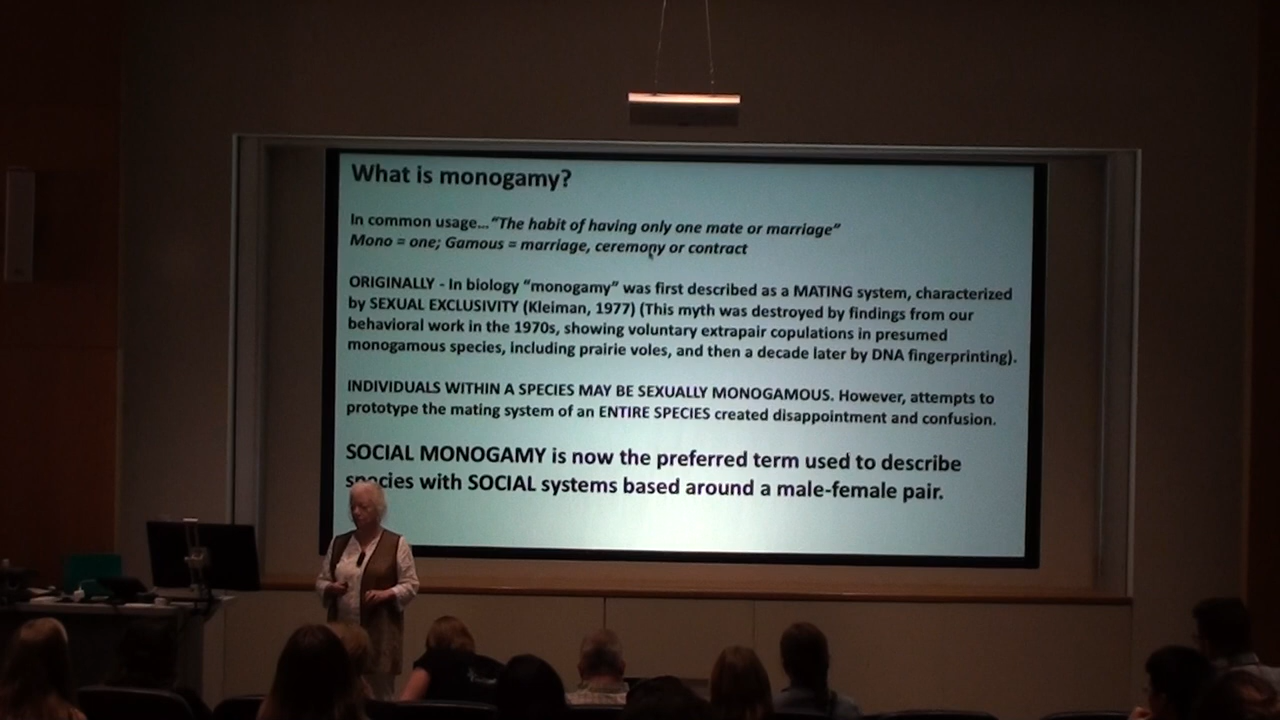 What is monogamy?
In common usage... "The habit of having only one mate or marriage"
Mono = one; Gamous = marriage, ceremony or contract
ORIGINALLY - In biology "monogamy" was first described as a MATING system, characterized
by SEXUAL EXCLUSIVITY (Kleiman, 1977) (This myth was destroyed by findings from our
behavioral work in the 1970s, showing voluntary extrapair copulations in presumed
monogamous species, including prairie voles, and then a decade later by DNA fingerprinting).
INDIVIDUALS WITHIN A SPECIES MAY BE SEXUALLY MONOGAMOUS. However, attempts to
prototype the mating system of an ENTIRE SPECIES created disappointment and confusion.
SOCIAL MONOGAMY is now the preferred term used to describe
species with SOCIAL systems based around a male-female pair.